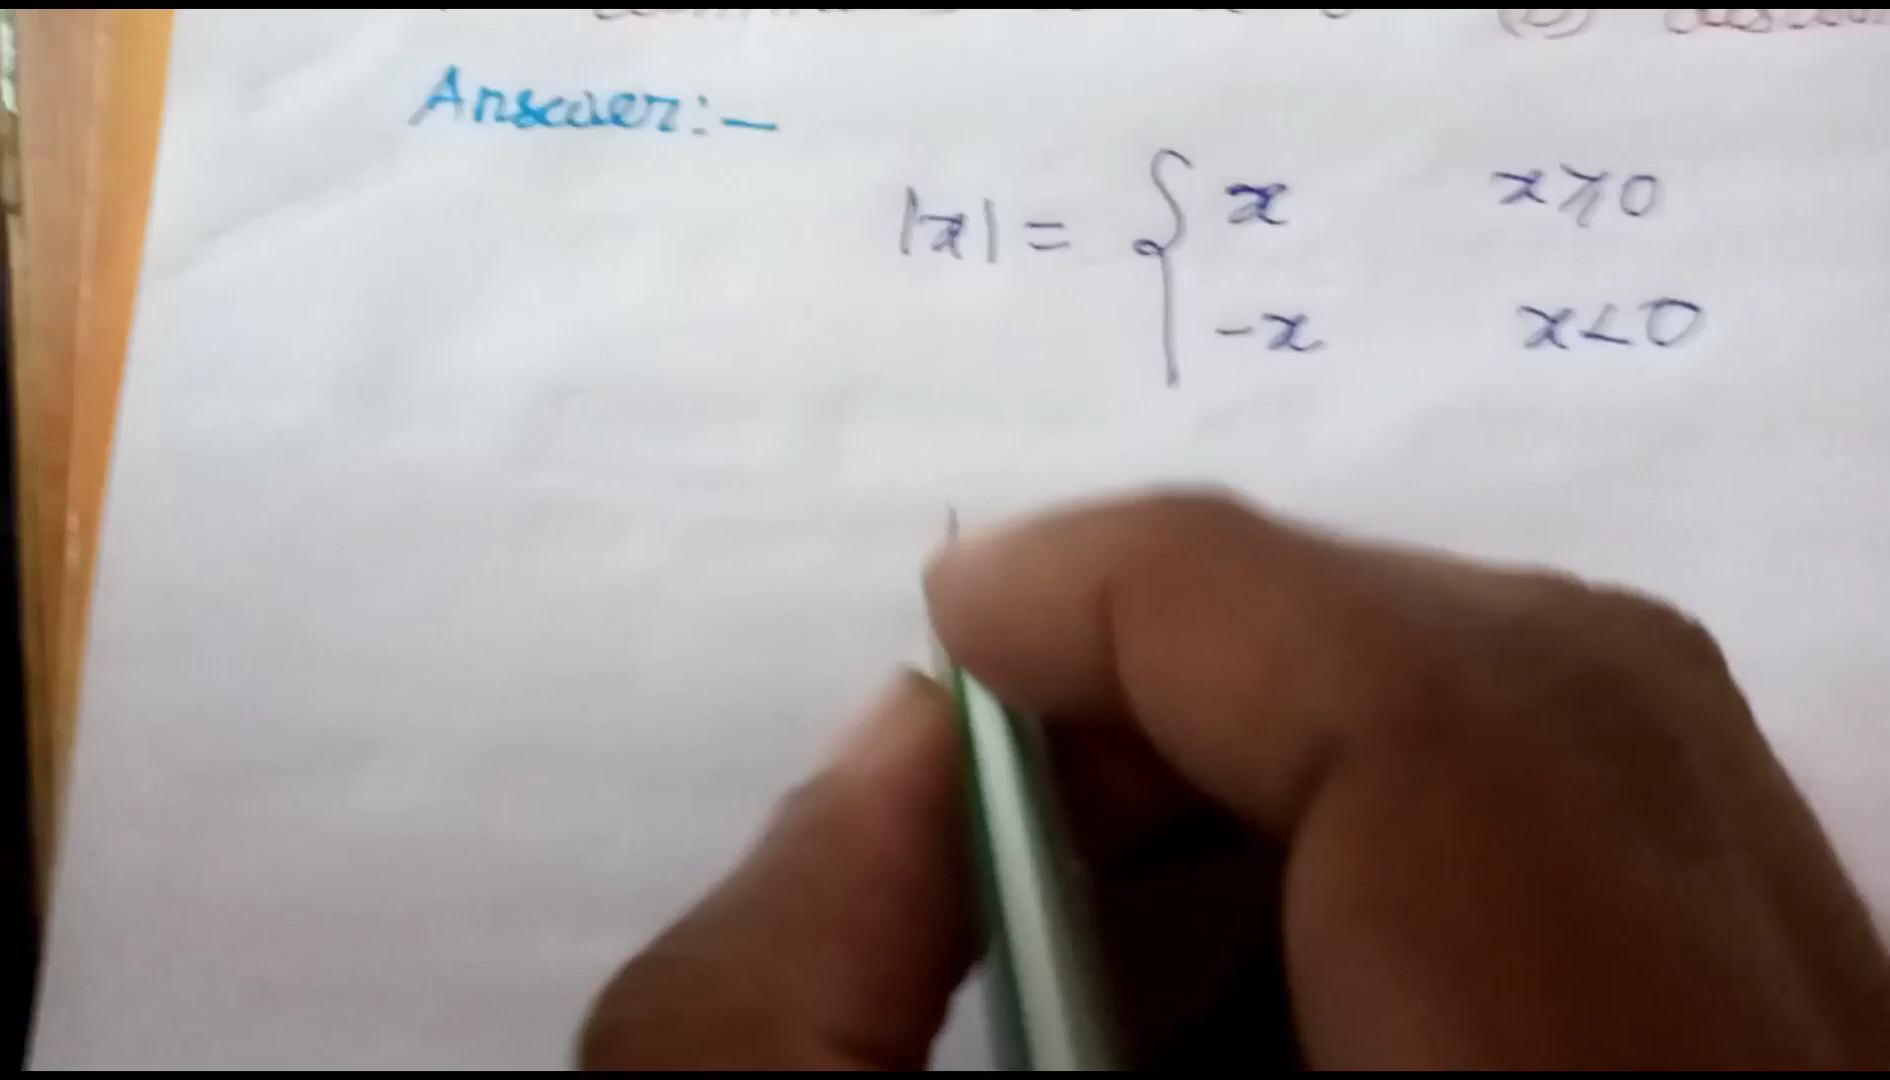 Answer:-
|x| = { x x⩾0
-x x<0